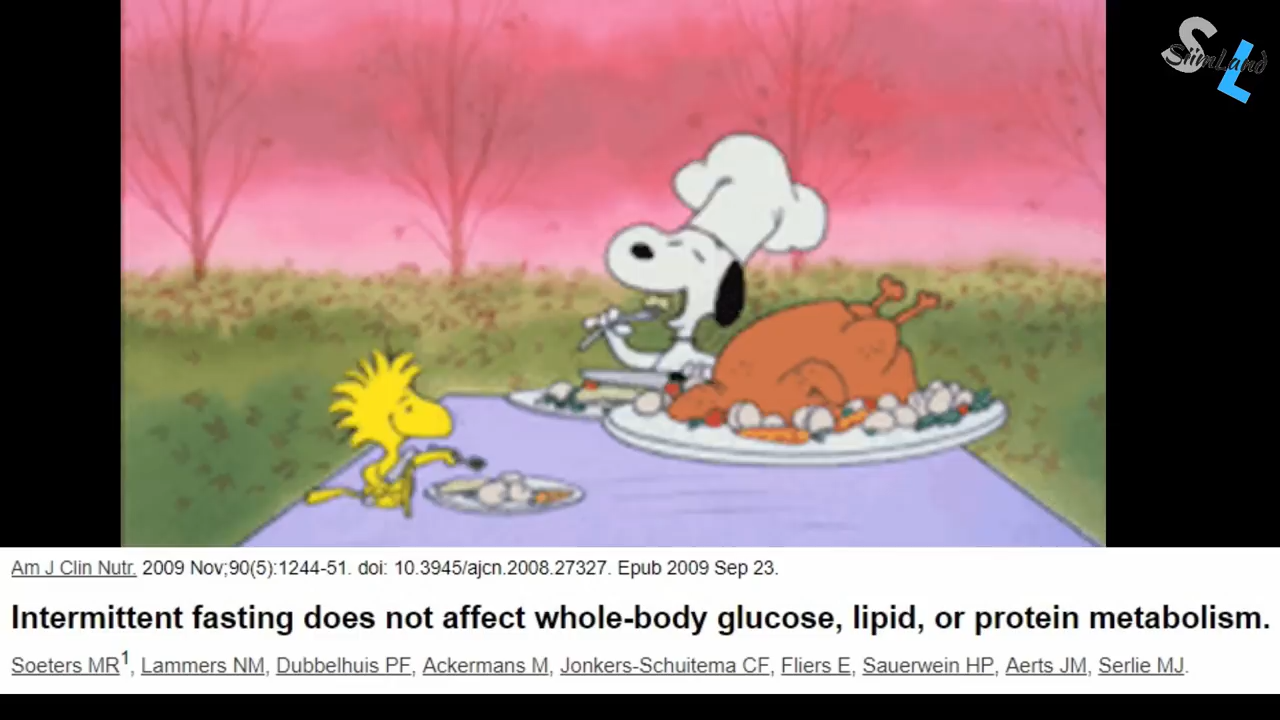 S
SiimLand
L
Am J Clin Nutr. 2009 Nov;90(5):1244-51. doi: 10.3945/ajcn.2008.27327. Epub 2009 Sep 23.
Intermittent fasting does not affect whole-body glucose, lipid, or protein metabolism.
Soeters MR1, Lammers NM, Dubbelhuis PF, Ackermans M, Jonkers-Schuitema CF, Fliers E, Sauerwein HP, Aerts JM, Serlie MJ.